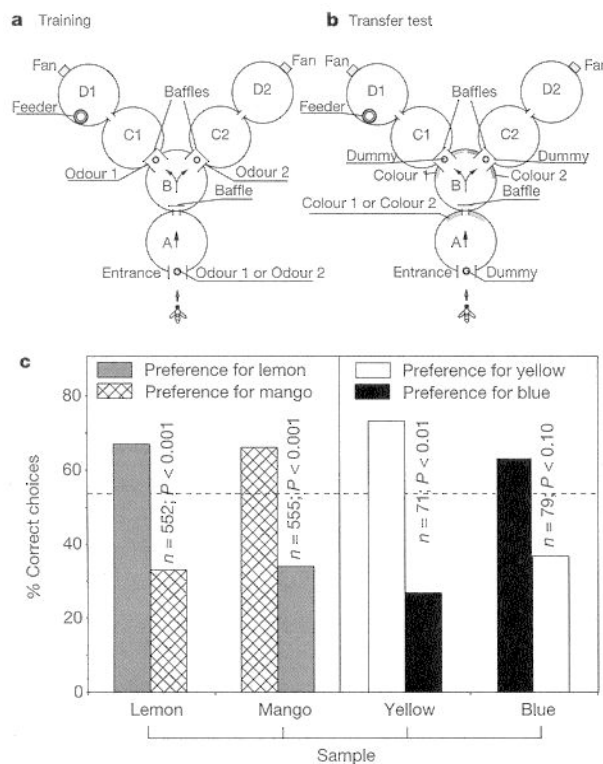 a Training
b Transfer test
Fan
D1
Feeder
C1
Baffles
C2
D2
Fan
Odour 1
Odour 2
B
Baffle
A
Entrance
Odour 1 or Odour 2
Fan
D1
Feeder
C1
Baffles
C2
D2
Fan
Dummy
Dummy
Colour 1
Colour 2
B
Baffle
Colour 1 or Colour 2
A
Entrance
Dummy
c
Preference for lemon
Preference for mango
Preference for yellow
Preference for blue
% Correct choices
80
60
40
20
0
n = 552; P < 0.001
n = 555; P < 0.001
n = 71; P < 0.01
n = 79; P < 0.10
Lemon
Mango
Yellow
Blue
Sample